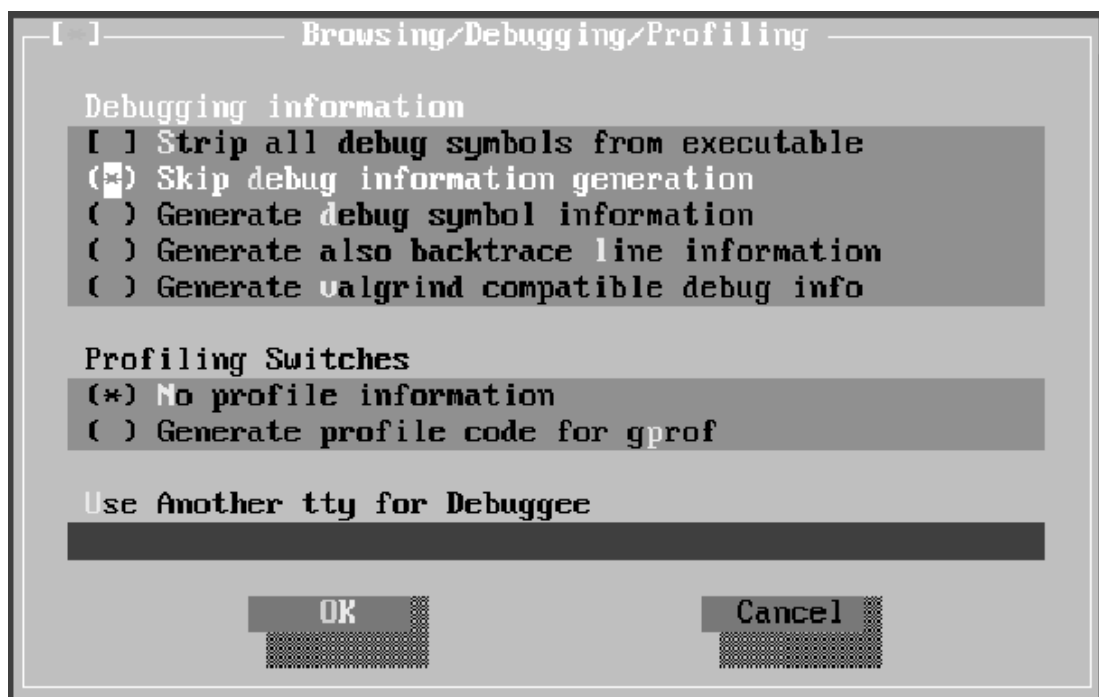 [*] Browsing/Debugging/Profiling
Debugging information
[ ] Strip all debug symbols from executable
(*) Skip debug information generation
( ) Generate debug symbol information
( ) Generate also backtrace line information
( ) Generate valgrind compatible debug info
Profiling Switches
(*) No profile information
( ) Generate profile code for gprof
Use Another tty for Debuggee
OK Cancel